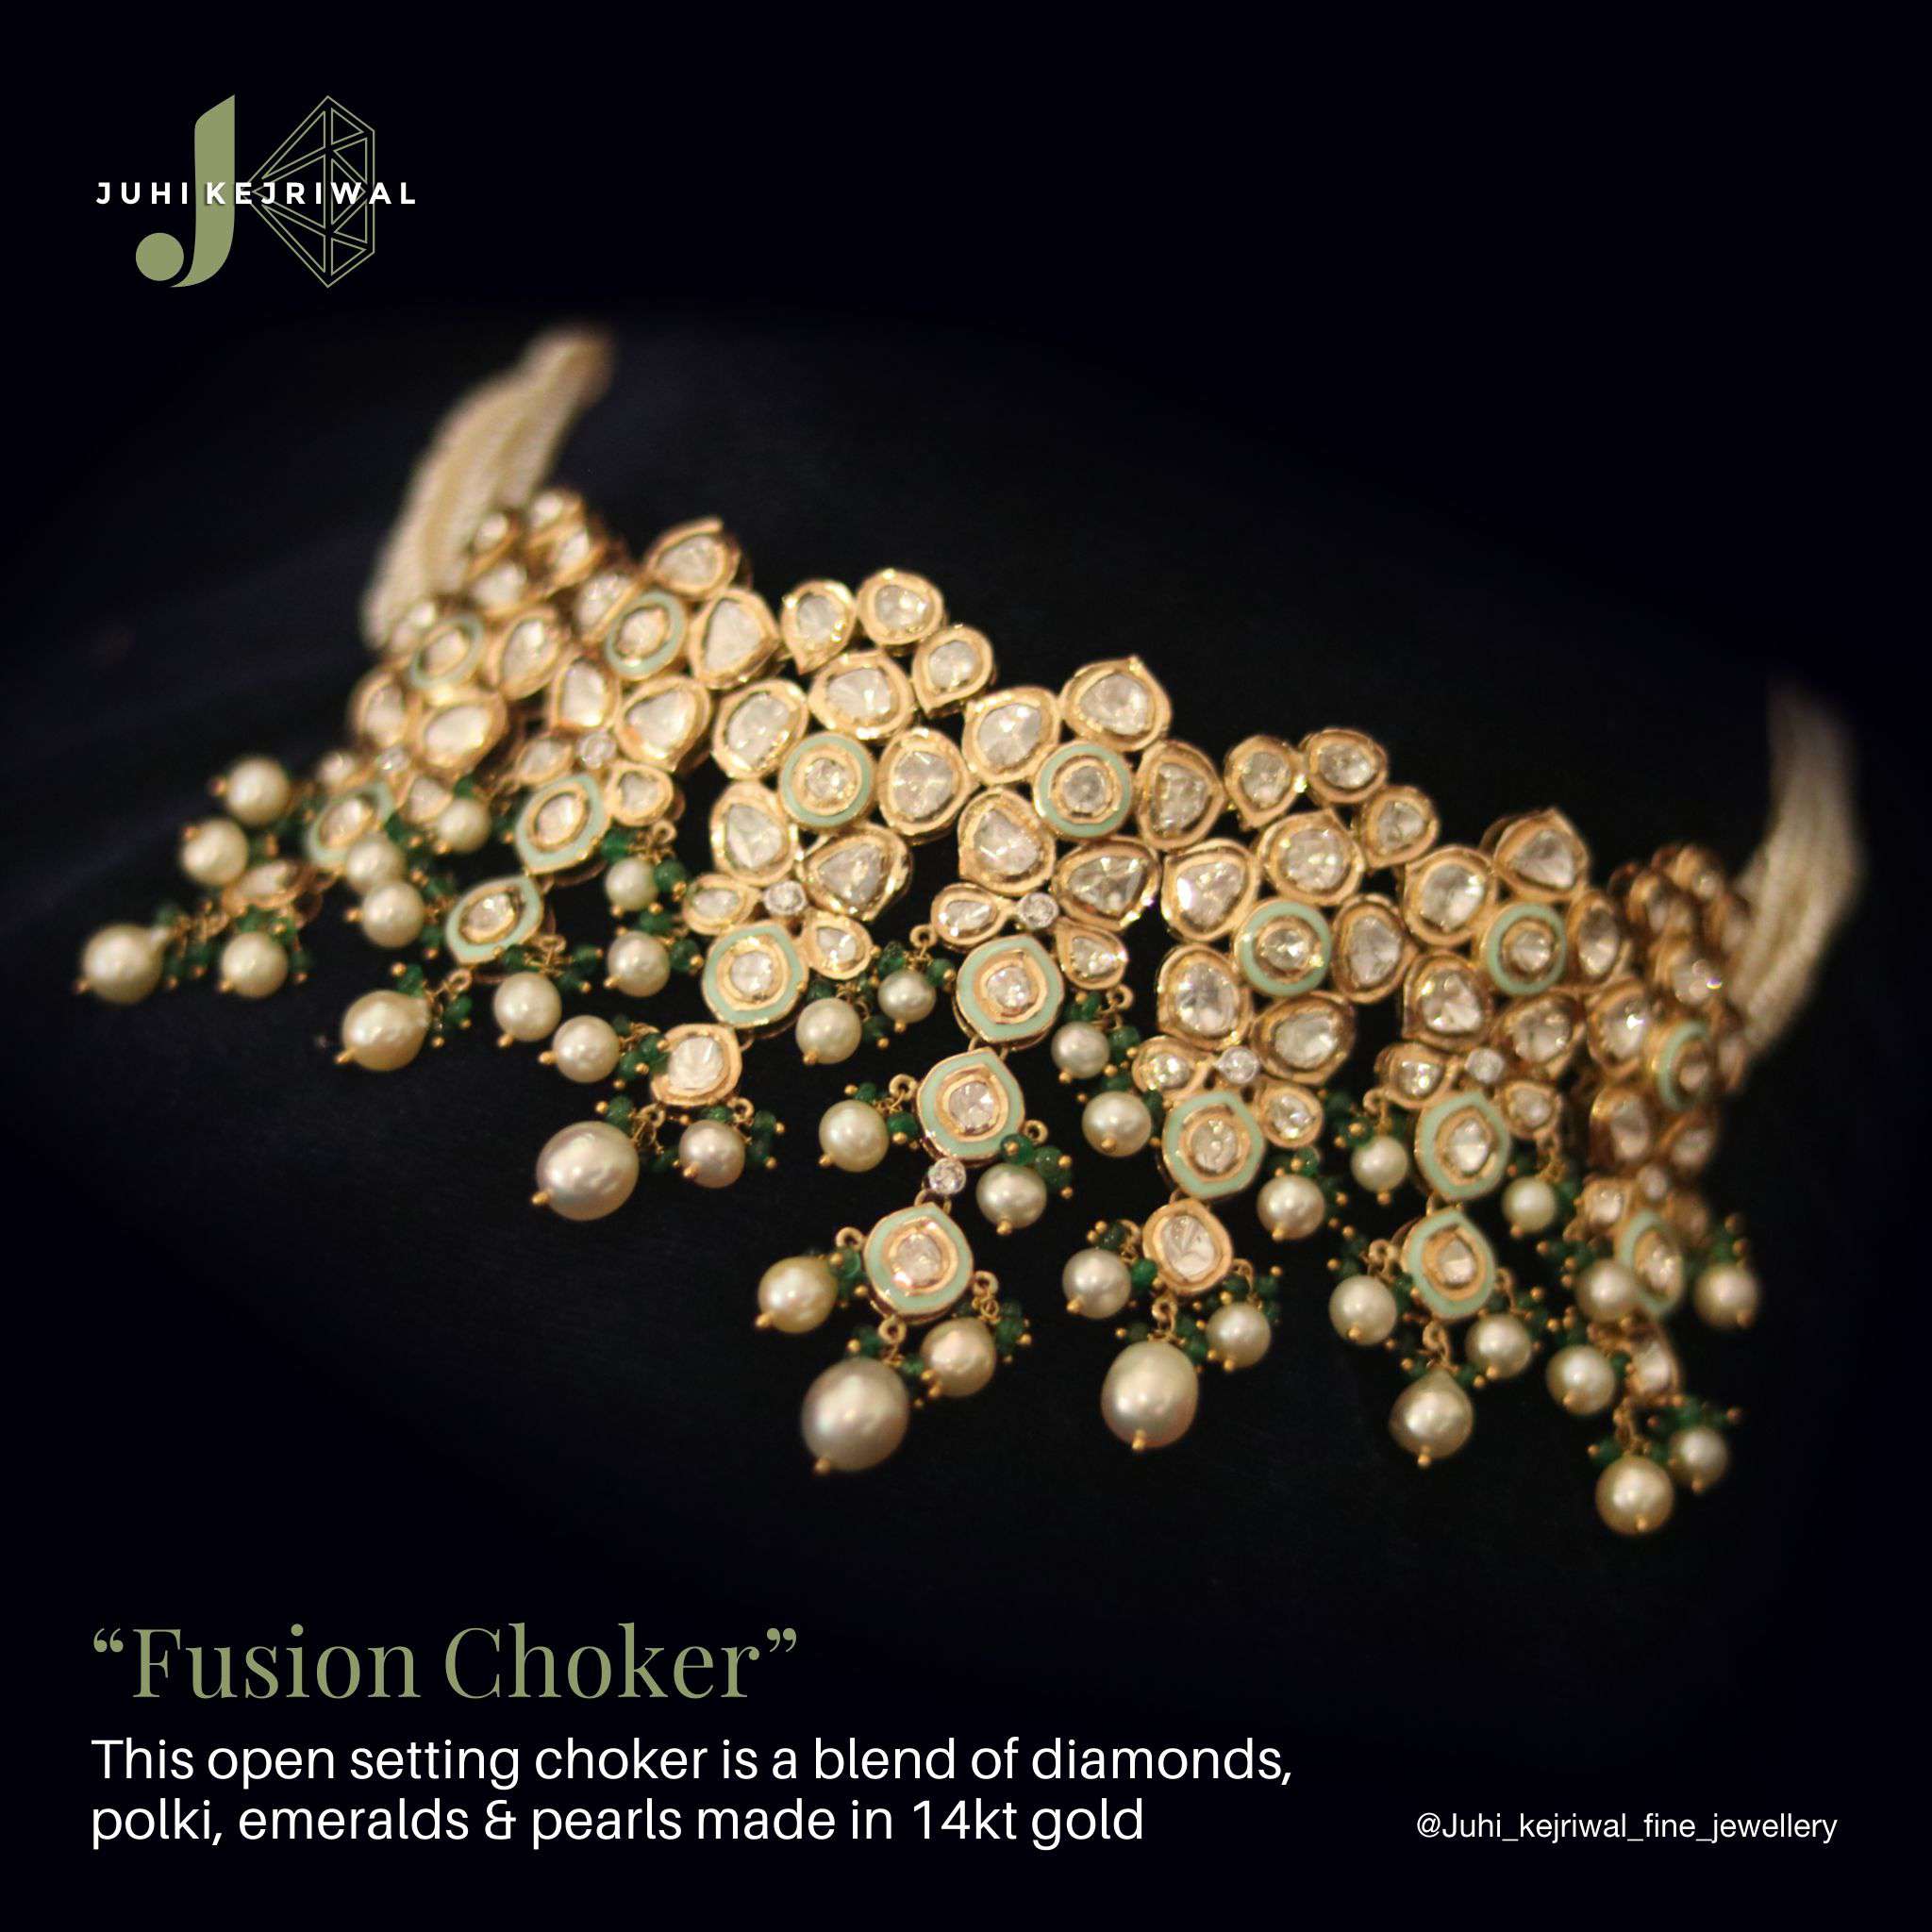 JUHI KEJRIWAL
“Fusion Choker”
This open setting choker is a blend of diamonds,
polki, emeralds & pearls made in 14kt gold
@Juhi_kejriwal_fine_jewellery